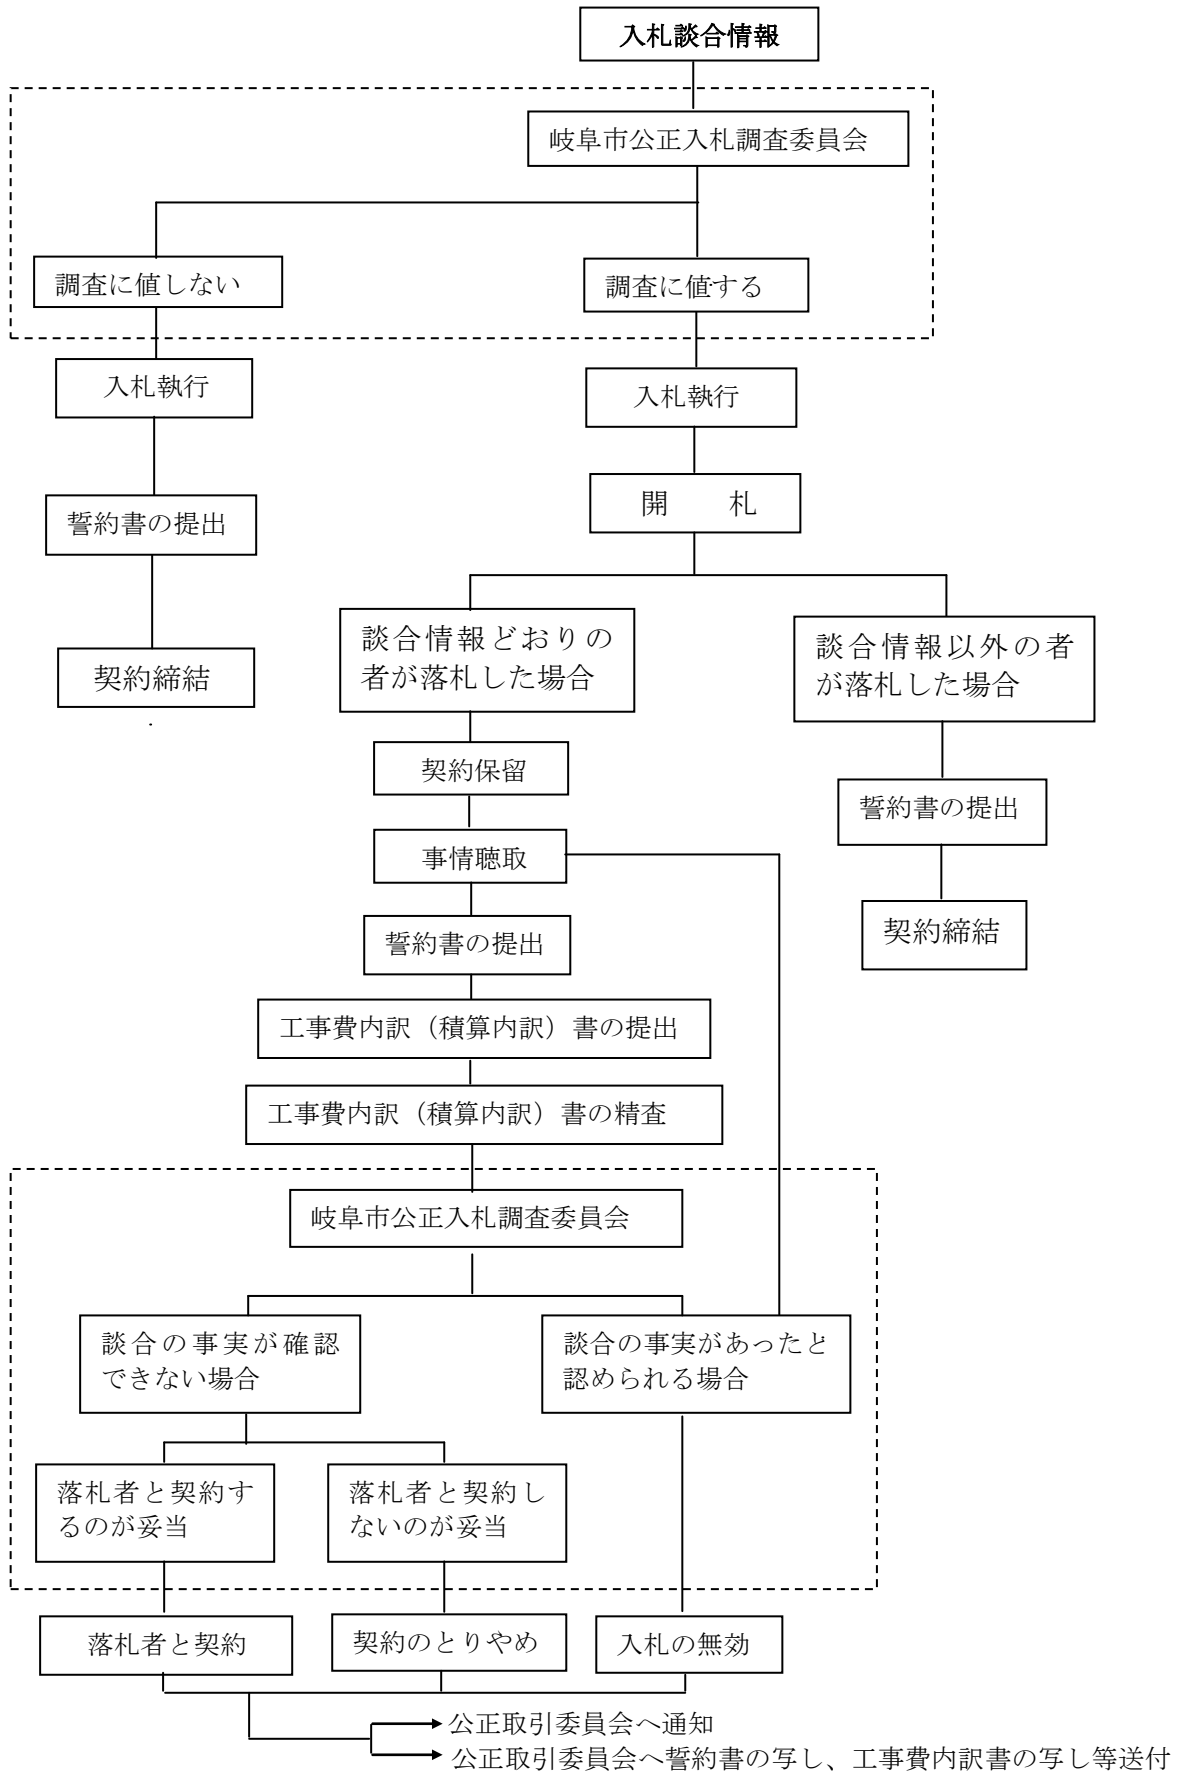 入札談合情報
岐阜市公正入札調査委員会
調査に値しない
調査に値する
入札執行
入札執行
開　　札
誓約書の提出
談合情報どおりの
者が落札した場合
談合情報以外の者
が落札した場合
契約締結
契約保留
誓約書の提出
事情聴取
契約締結
誓約書の提出
工事費内訳（積算内訳）書の提出
工事費内訳（積算内訳）書の精査
岐阜市公正入札調査委員会
談合の事実が確認
できない場合
談合の事実があったと
認められる場合
落札者と契約す
るのが妥当
落札者と契約し
ないのが妥当
落札者と契約
契約のとりやめ
入札の無効
公正取引委員会へ通知
公正取引委員会へ誓約書の写し、工事費内訳書の写し等送付